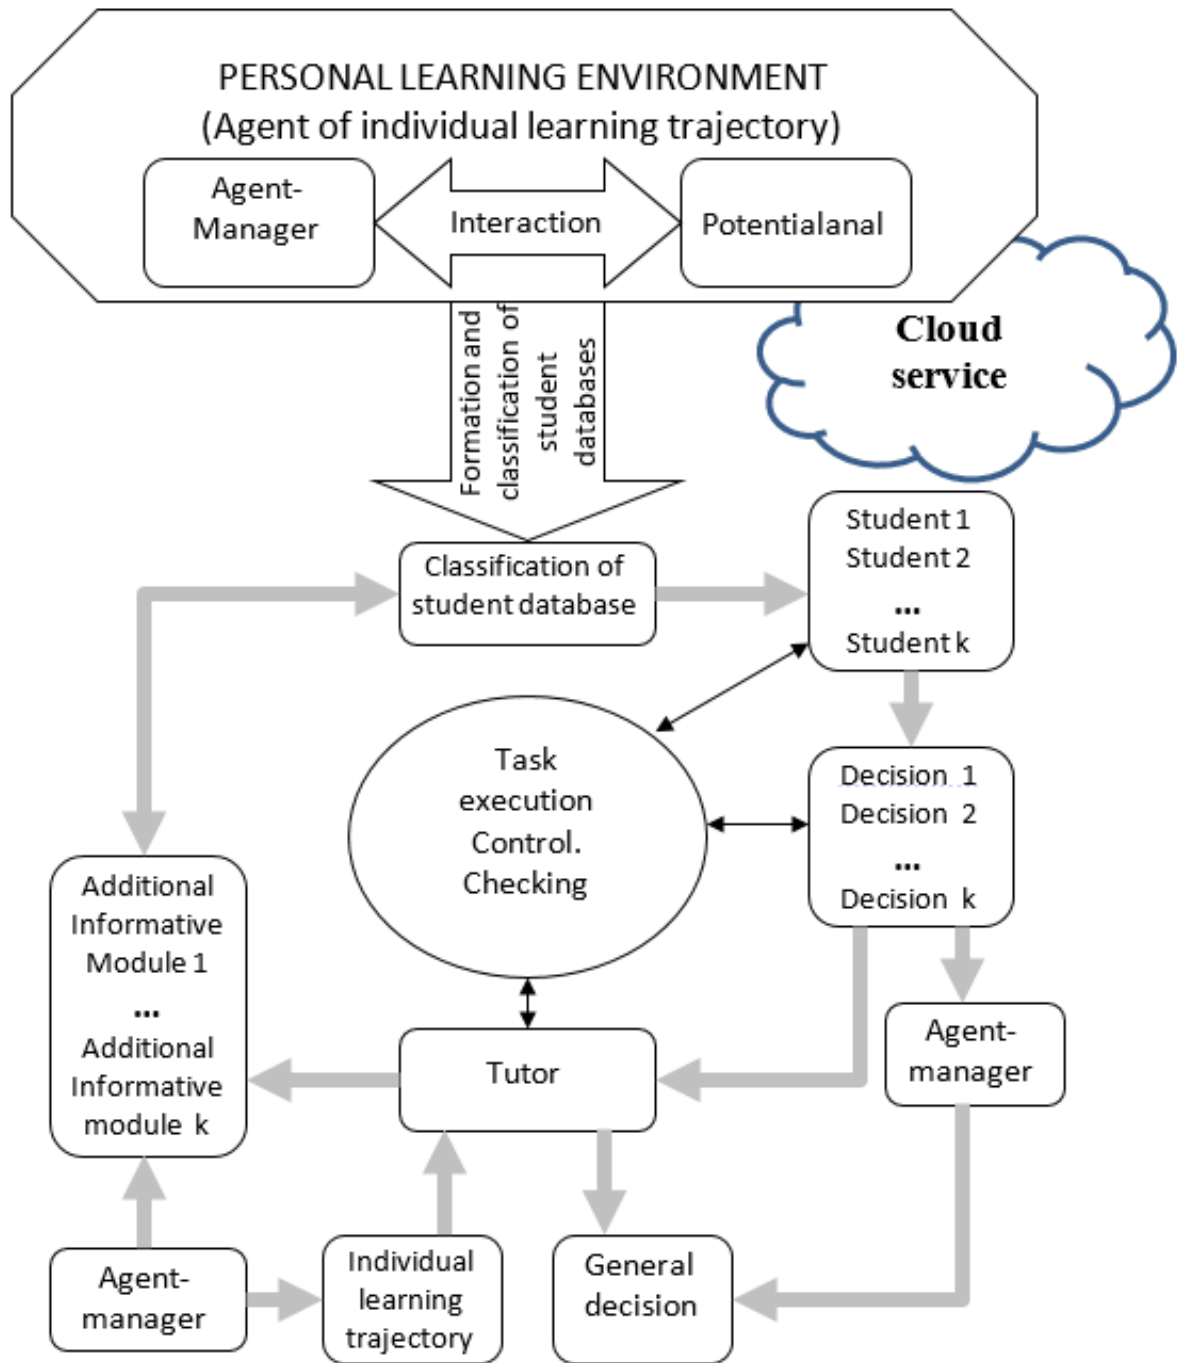 PERSONAL LEARNING ENVIRONMENT
(Agent of individual learning trajectory)
Agent-
Manager
Interaction
Potentialanal
Formation and
classification of
student
databases
Cloud
service
Classification of
student database
Student 1
Student 2
...
Student k
Task
execution
Control.
Checking
Decision 1
Decision 2
...
Decision k
Additional
Informative
Module 1
...
Additional
Informative
module k
Tutor
Agent-
manager
Agent-
manager
Individual
learning
trajectory
General
decision